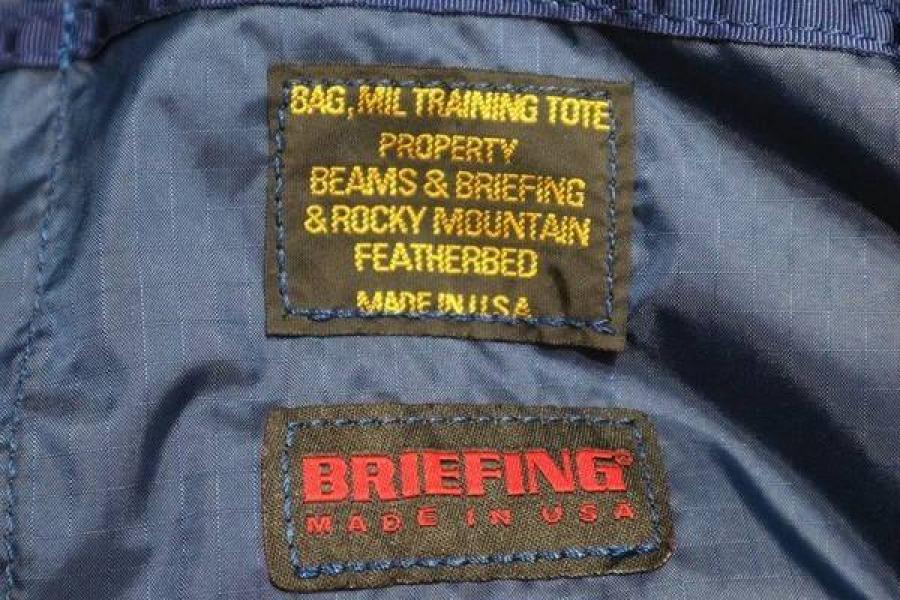 BAG, MIL TRAINING TOTE
PROPERTY
BEAMS & BRIEFING
& ROCKY MOUNTAIN
FEATHERBED
MADE IN U.S.A
BRIEFING®
MADE IN USA